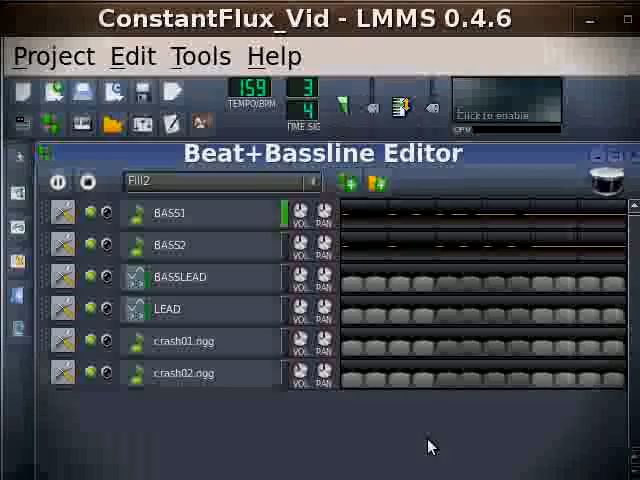 ConstantFlux_Vid - LMMS 0.4.6
Project Edit Tools Help
159
TEMPO/BPM
3
4
TIME SIG
Click to enable
CPU
Beat+Bassline Editor
Fill2
BASS1
VOL PAN
BASS2
VOL PAN
BASSLEAD
VOL PAN
LEAD
VOL PAN
crash01.ogg
VOL PAN
crash02.ogg
VOL PAN